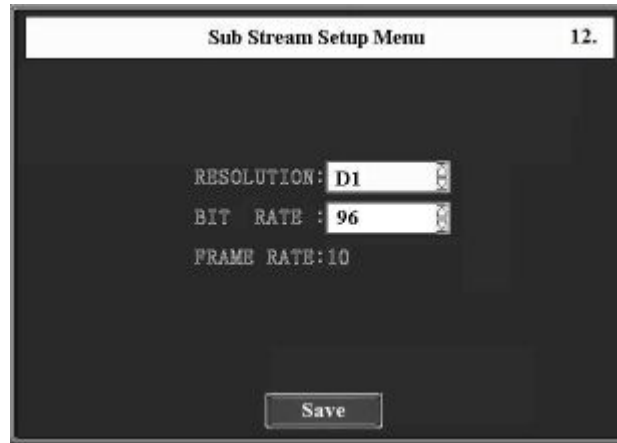 Sub Stream Setup Menu 12.
RESOLUTION: D1
BIT RATE : 96
FRAME RATE:10
Save